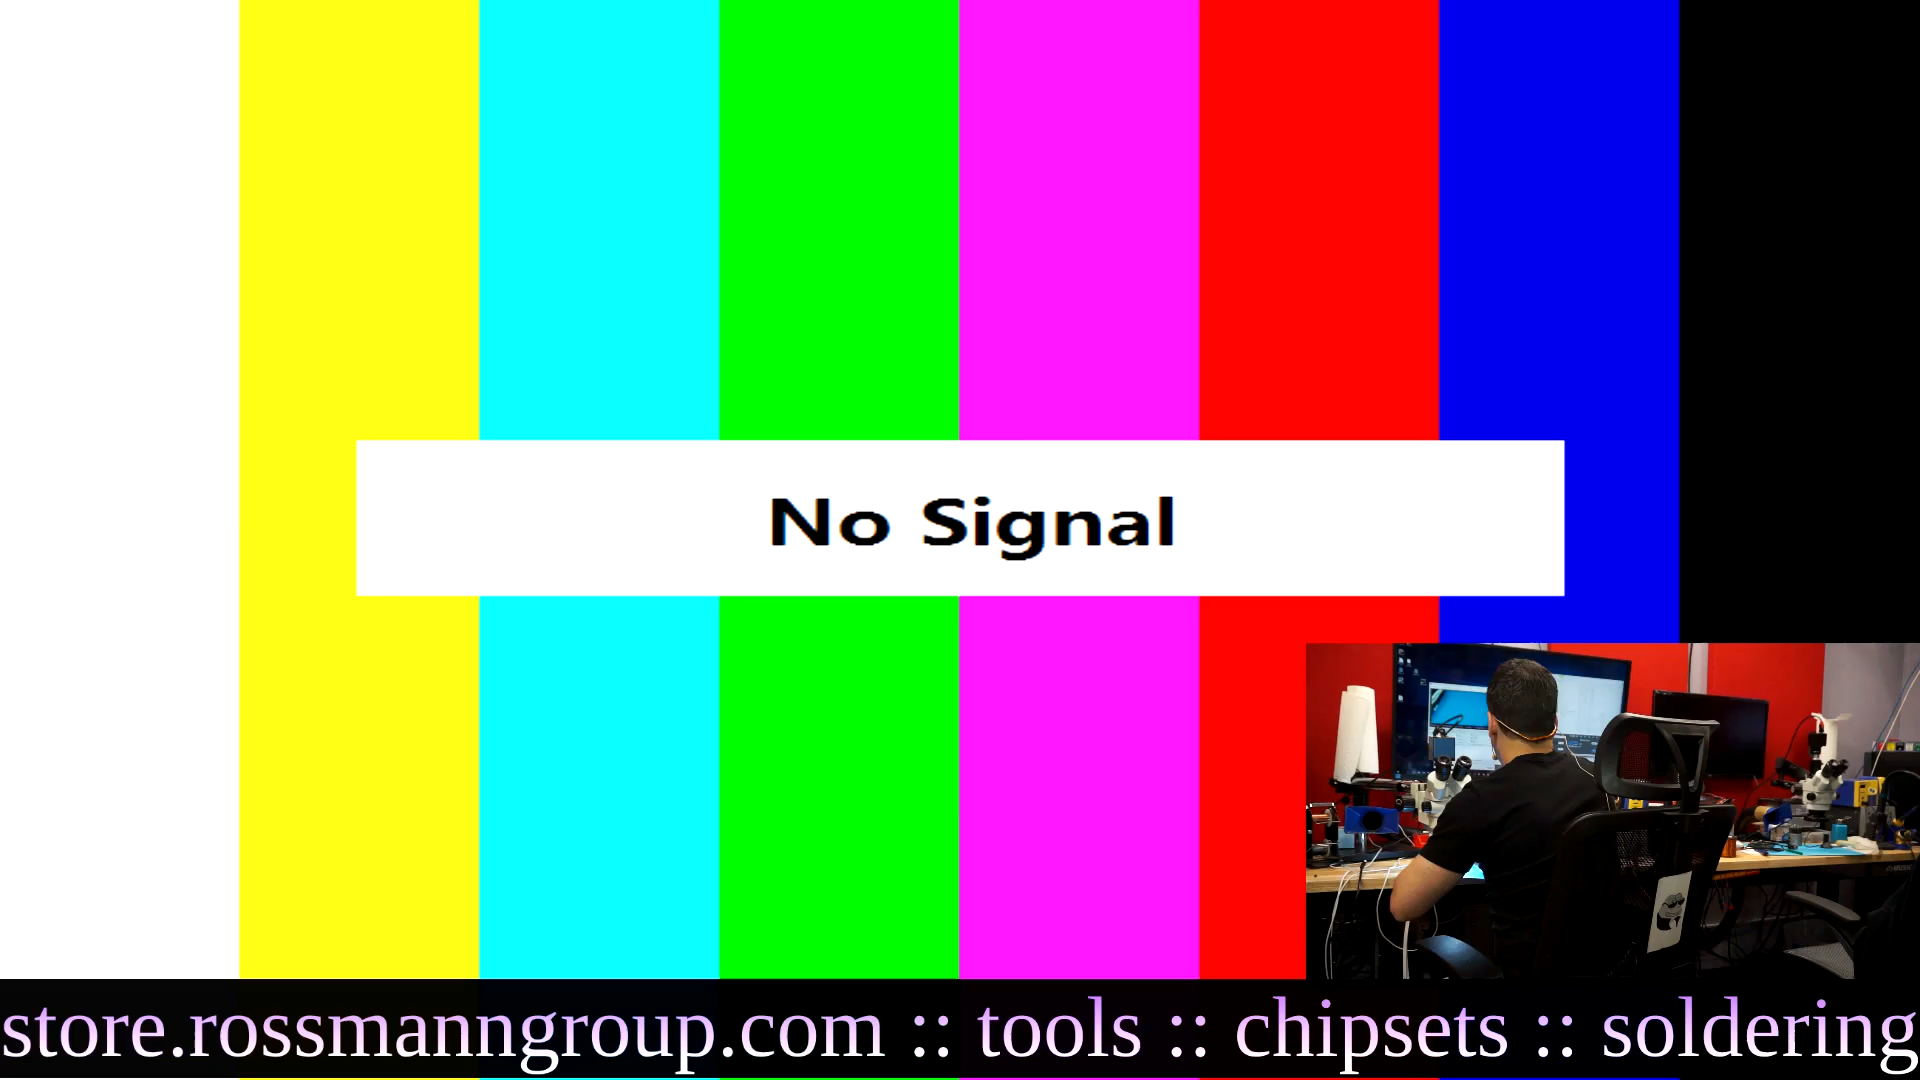 No Signal
store.rossmanngroup.com :: tools :: chipsets :: soldering